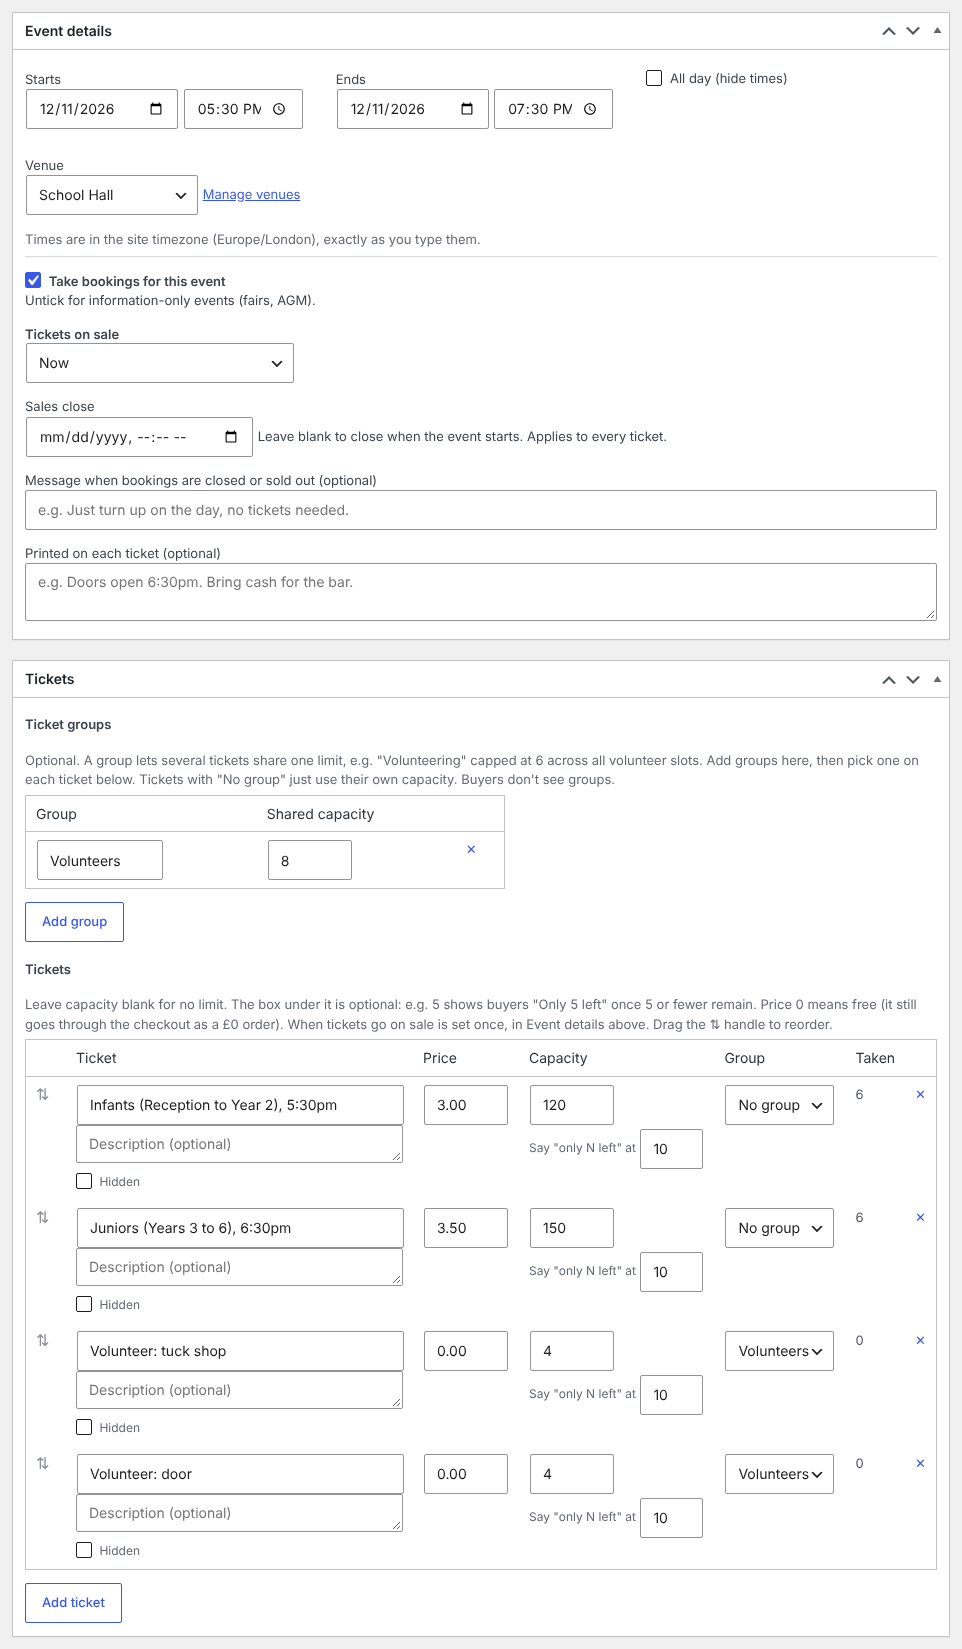 Event details
Starts
Ends
All day (hide times)
12/11/2026
05:30 PM
12/11/2026
07:30 PM
Venue
School Hall
Manage venues
Times are in the site timezone (Europe/London), exactly as you type them.
Take bookings for this event
Untick for information-only events (fairs, AGM).
Tickets on sale
Now
Sales close
mm/dd/yyyy, --:-- --
Leave blank to close when the event starts. Applies to every ticket.
Message when bookings are closed or sold out (optional)
e.g. Just turn up on the day, no tickets needed.
Printed on each ticket (optional)
e.g. Doors open 6:30pm. Bring cash for the bar.
Tickets
Ticket groups
Optional. A group lets several tickets share one limit, e.g. "Volunteering" capped at 6 across all volunteer slots. Add groups here, then pick one on
each ticket below. Tickets with "No group" just use their own capacity. Buyers don't see groups.
Group
Shared capacity
Volunteers
8
×
Add group
Tickets
Leave capacity blank for no limit. The box under it is optional: e.g. 5 shows buyers "Only 5 left" once 5 or fewer remain. Price 0 means free (it still
goes through the checkout as a £0 order). When tickets go on sale is set once, in Event details above. Drag the ⇅ handle to reorder.
Ticket
Price
Capacity
Group
Taken
⇅
Infants (Reception to Year 2), 5:30pm
3.00
120
No group
6
×
Description (optional)
Say "only N left" at
10
Hidden
⇅
Juniors (Years 3 to 6), 6:30pm
3.50
150
No group
6
×
Description (optional)
Say "only N left" at
10
Hidden
⇅
Volunteer: tuck shop
0.00
4
Volunteers
0
×
Description (optional)
Say "only N left" at
10
Hidden
⇅
Volunteer: door
0.00
4
Volunteers
0
×
Description (optional)
Say "only N left" at
10
Hidden
Add ticket